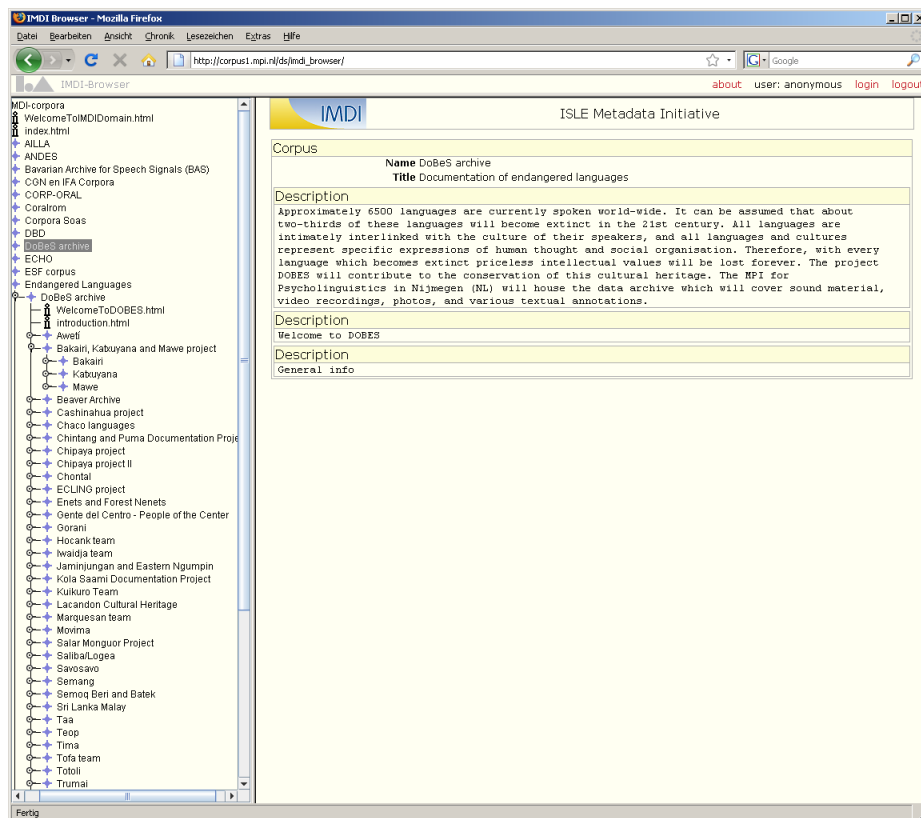 IMDI Browser - Mozilla Firefox
Datei Bearbeiten Ansicht Chronik Lesezeichen Extras Hilfe
http://corpus1.mpi.nl/ds/imdi_browser/
G Google
IMDI-Browser about user: anonymous login logout
MDI-corpora
WelcomeToIMDIDomain.html
index.html
AILLA
ANDES
Bavarian Archive for Speech Signals (BAS)
CGN en IFA Corpora
CORP-ORAL
Coralrom
Corpora Soas
DBD
DoBeS archive
ECHO
ESF corpus
Endangered Languages
DoBeS archive
WelcomeToDOBES.html
introduction.html
Awetí
Bakairi, Katxuyana and Mawe project
Bakairi
Katxuyana
Mawe
Beaver Archive
Cashinahua project
Chaco languages
Chintang and Puma Documentation Proje
Chipaya project
Chipaya project II
Chontal
ECLING project
Enets and Forest Nenets
Gente del Centro - People of the Center
Gorani
Hocank team
Iwaidja team
Jaminjungan and Eastern Ngumpin
Kola Saami Documentation Project
Kuikuro Team
Lacandon Cultural Heritage
Marquesan team
Movima
Salar Monguor Project
Saliba/Logea
Savosavo
Semang
Semoq Beri and Batek
Sri Lanka Malay
Taa
Teop
Tima
Tofa team
Totoli
Trumai
IMDI ISLE Metadata Initiative
Corpus
Name DoBeS archive
Title Documentation of endangered languages
Description
Approximately 6500 languages are currently spoken world-wide. It can be assumed that about
two-thirds of these languages will become extinct in the 21st century. All languages are
intimately interlinked with the culture of their speakers, and all languages and cultures
represent specific expressions of human thought and social organisation. Therefore, with every
language which becomes extinct priceless intellectual values will be lost forever. The project
DOBES will contribute to the conservation of this cultural heritage. The MPI for
Psycholinguistics in Nijmegen (NL) will house the data archive which will cover sound material,
video recordings, photos, and various textual annotations.
Description
Welcome to DOBES
Description
General info
Fertig